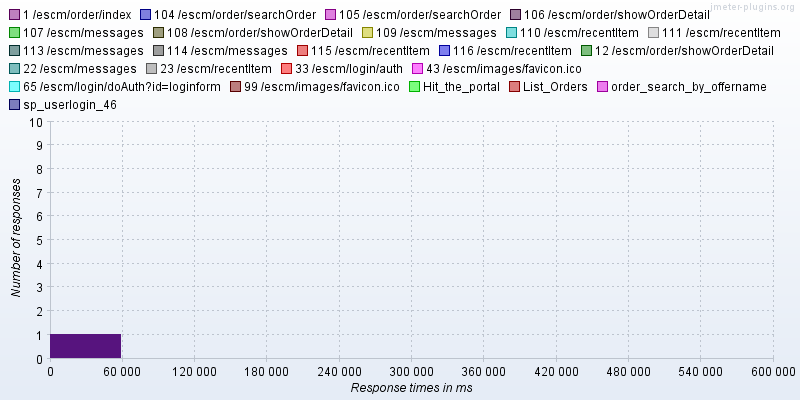 jmeter-plugins.org
1 /escm/order/index 104 /escm/order/searchOrder 105 /escm/order/searchOrder 106 /escm/order/showOrderDetail
107 /escm/messages 108 /escm/order/showOrderDetail 109 /escm/messages 110 /escm/recentItem 111 /escm/recentItem
113 /escm/messages 114 /escm/messages 115 /escm/recentItem 116 /escm/recentItem 12 /escm/order/showOrderDetail
22 /escm/messages 23 /escm/recentItem 33 /escm/login/auth 43 /escm/images/favicon.ico
65 /escm/login/doAuth?id=loginform 99 /escm/images/favicon.ico Hit_the_portal List_Orders order_search_by_offername
sp_userlogin_46
10
9
8
7
6
5
4
3
2
1
0
Number of responses
0 60 000 120 000 180 000 240 000 300 000 360 000 420 000 480 000 540 000 600 000
Response times in ms